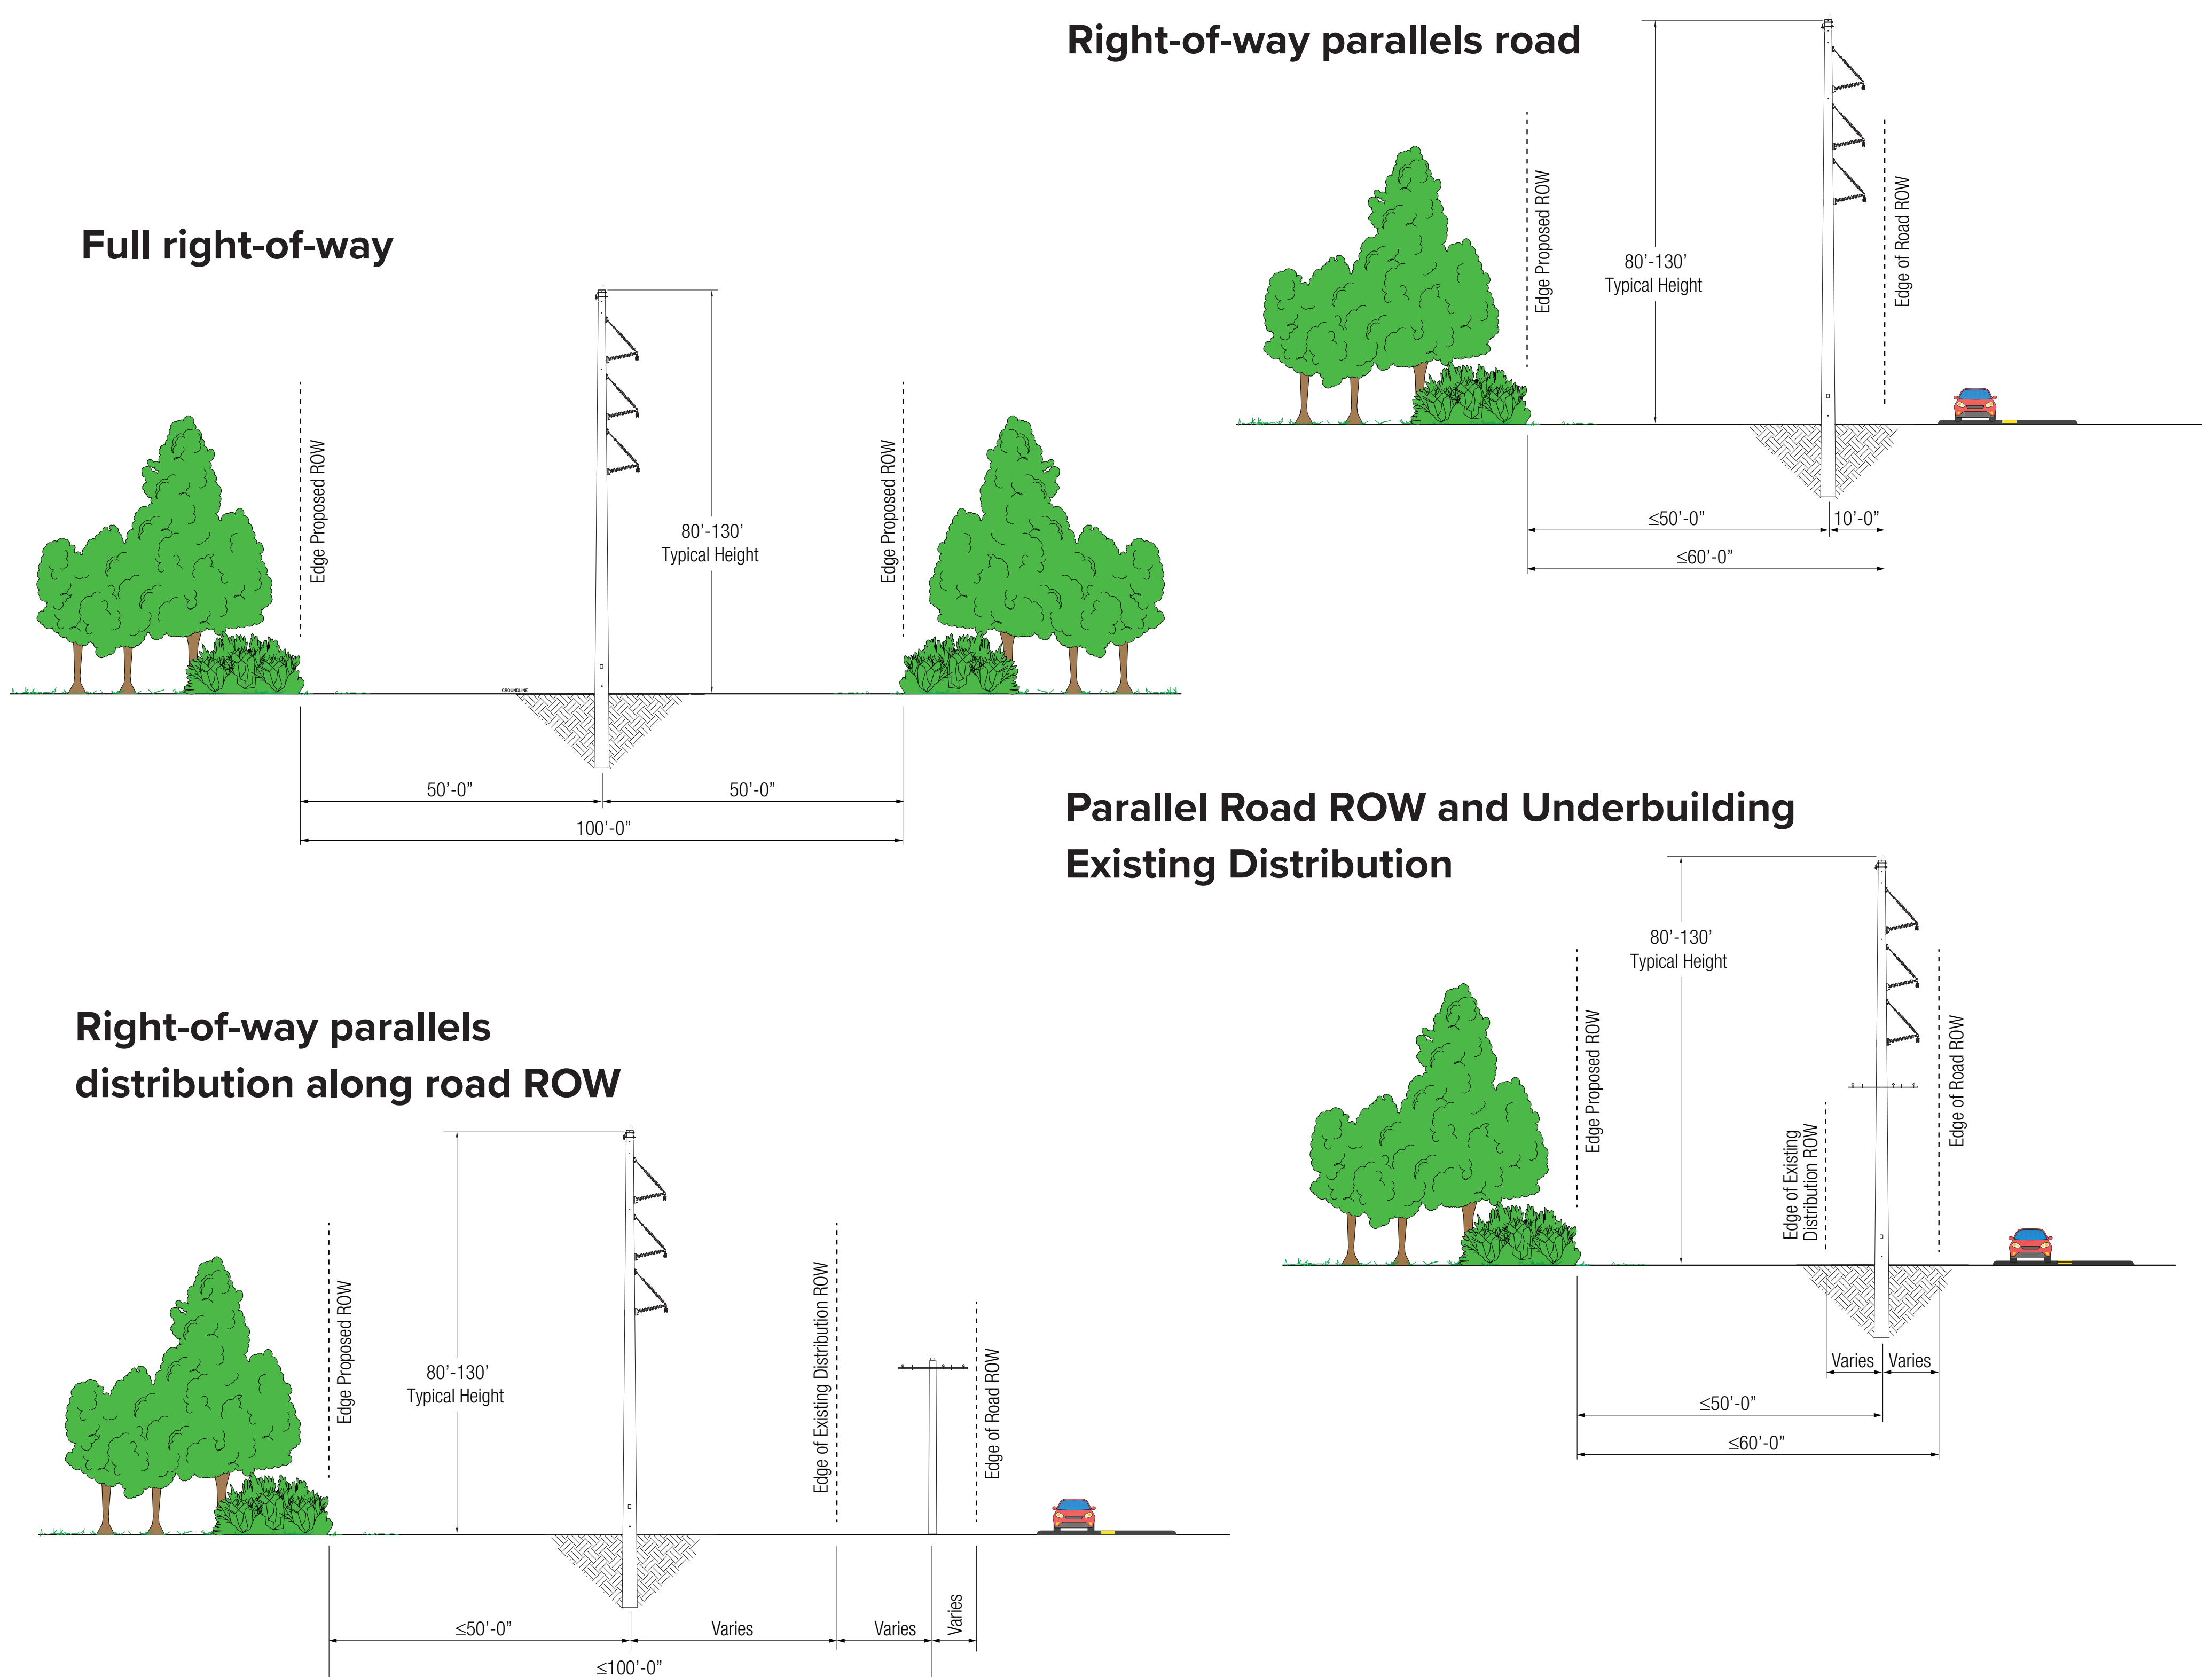 Full right-of-way
Edge Proposed ROW
80’-130’
Typical Height
Edge Proposed ROW
GROUNDLINE
50’-0”
50’-0”
100’-0”
Right-of-way parallels road
Edge Proposed ROW
80’-130’
Typical Height
Edge of Road ROW
≤50’-0”
10’-0”
≤60’-0”
Right-of-way parallels
distribution along road ROW
Edge Proposed ROW
80’-130’
Typical Height
Edge of Existing Distribution ROW
Edge of Road ROW
≤50’-0”
Varies
Varies
Varies
≤100’-0”
Parallel Road ROW and Underbuilding
Existing Distribution
Edge Proposed ROW
80’-130’
Typical Height
Edge of Existing
Distribution ROW
Edge of Road ROW
Varies
Varies
≤50’-0”
≤60’-0”